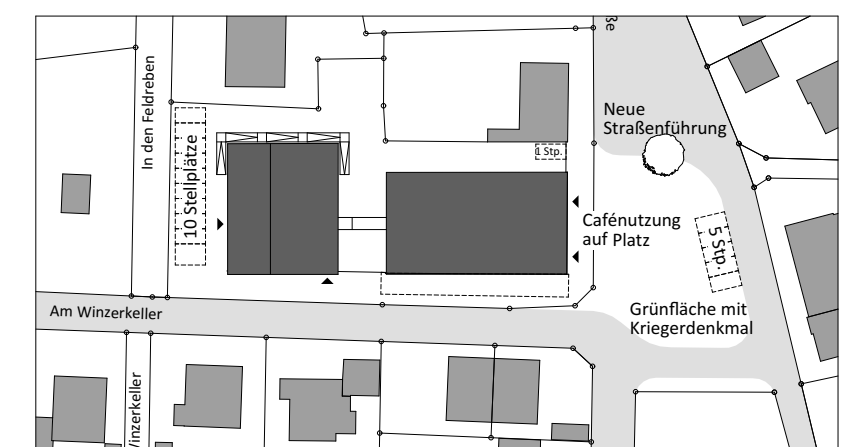 ße
In den Feldreben
10 Stellplätze
1 Stp.
Neue
Straßenführung
Cafénutzung
auf Platz
5 Stp.
Grünfläche mit
Kriegerdenkmal
Am Winzerkeller
Winzerkeller